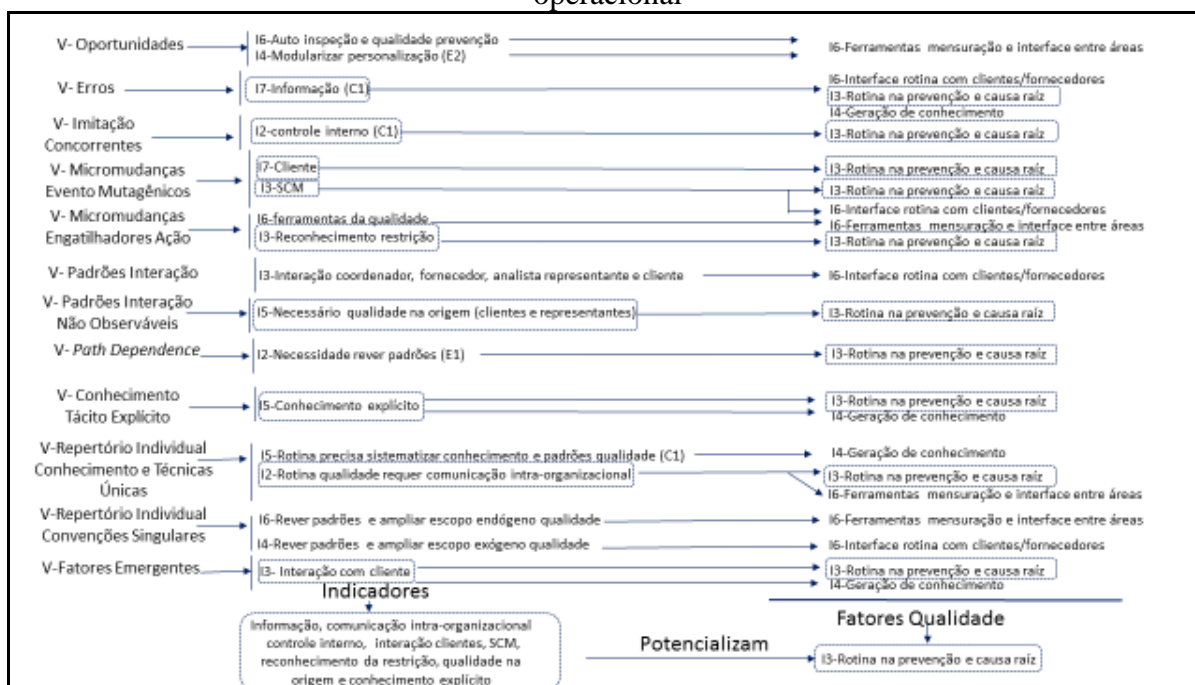 operacional
V- Oportunidades
I6-Auto inspeção e qualidade prevenção
I4-Modularizar personalização (E2)
I6-Ferramentas mensuração e interface entre áreas
V- Erros
I7-Informação (C1)
I6-Interface rotina com clientes/fornecedores
I3-Rotina na prevenção e causa raíz
I4-Geração de conhecimento
V- Imitação
Concorrentes
I2-controle interno (C1)
I3-Rotina na prevenção e causa raíz
V- Micromudanças
Evento Mutagênicos
I7-Cliente
I3-SCM
I3-Rotina na prevenção e causa raíz
I3-Rotina na prevenção e causa raíz
I6-Interface rotina com clientes/fornecedores
V- Micromudanças
Engatilhadores Ação
I6-ferramentas da qualidade
I3-Reconhecimento restrição
I6-Ferramentas mensuração e interface entre áreas
I3-Rotina na prevenção e causa raíz
V- Padrões Interação
I3-Interação coordenador, fornecedor, analista representante e cliente
I6-Interface rotina com clientes/fornecedores
V- Padrões Interação
Não Observáveis
I5-Necessário qualidade na origem (clientes e representantes)
I3-Rotina na prevenção e causa raíz
V- Path Dependence
I2-Necessidade rever padrões (E1)
I3-Rotina na prevenção e causa raíz
V- Conhecimento
Tácito Explícito
I5-Conhecimento explícito
I3-Rotina na prevenção e causa raíz
I4-Geração de conhecimento
V-Repertório Individual
Conhecimento e Técnicas
Únicas
I5-Rotina precisa sistematizar conhecimento e padrões qualidade (C1)
I2-Rotina qualidade requer comunicação intra-organizacional
I4-Geração de conhecimento
I3-Rotina na prevenção e causa raíz
I6-Ferramentas mensuração e interface entre áreas
V-Repertório Individual
Convenções Singulares
I6-Rever padrões e ampliar escopo endógeno qualidade
I4-Rever padrões e ampliar escopo exógeno qualidade
I6-Ferramentas mensuração e interface entre áreas
I6-Interface rotina com clientes/fornecedores
V-Fatores Emergentes
I3- Interação com cliente
I3-Rotina na prevenção e causa raíz
I4-Geração de conhecimento
Indicadores
Informação, comunicação intra-organizacional
controle interno, interação clientes, SCM,
reconhecimento da restrição, qualidade na
origem e conhecimento explícito
Potencializam
Fatores Qualidade
I3-Rotina na prevenção e causa raíz